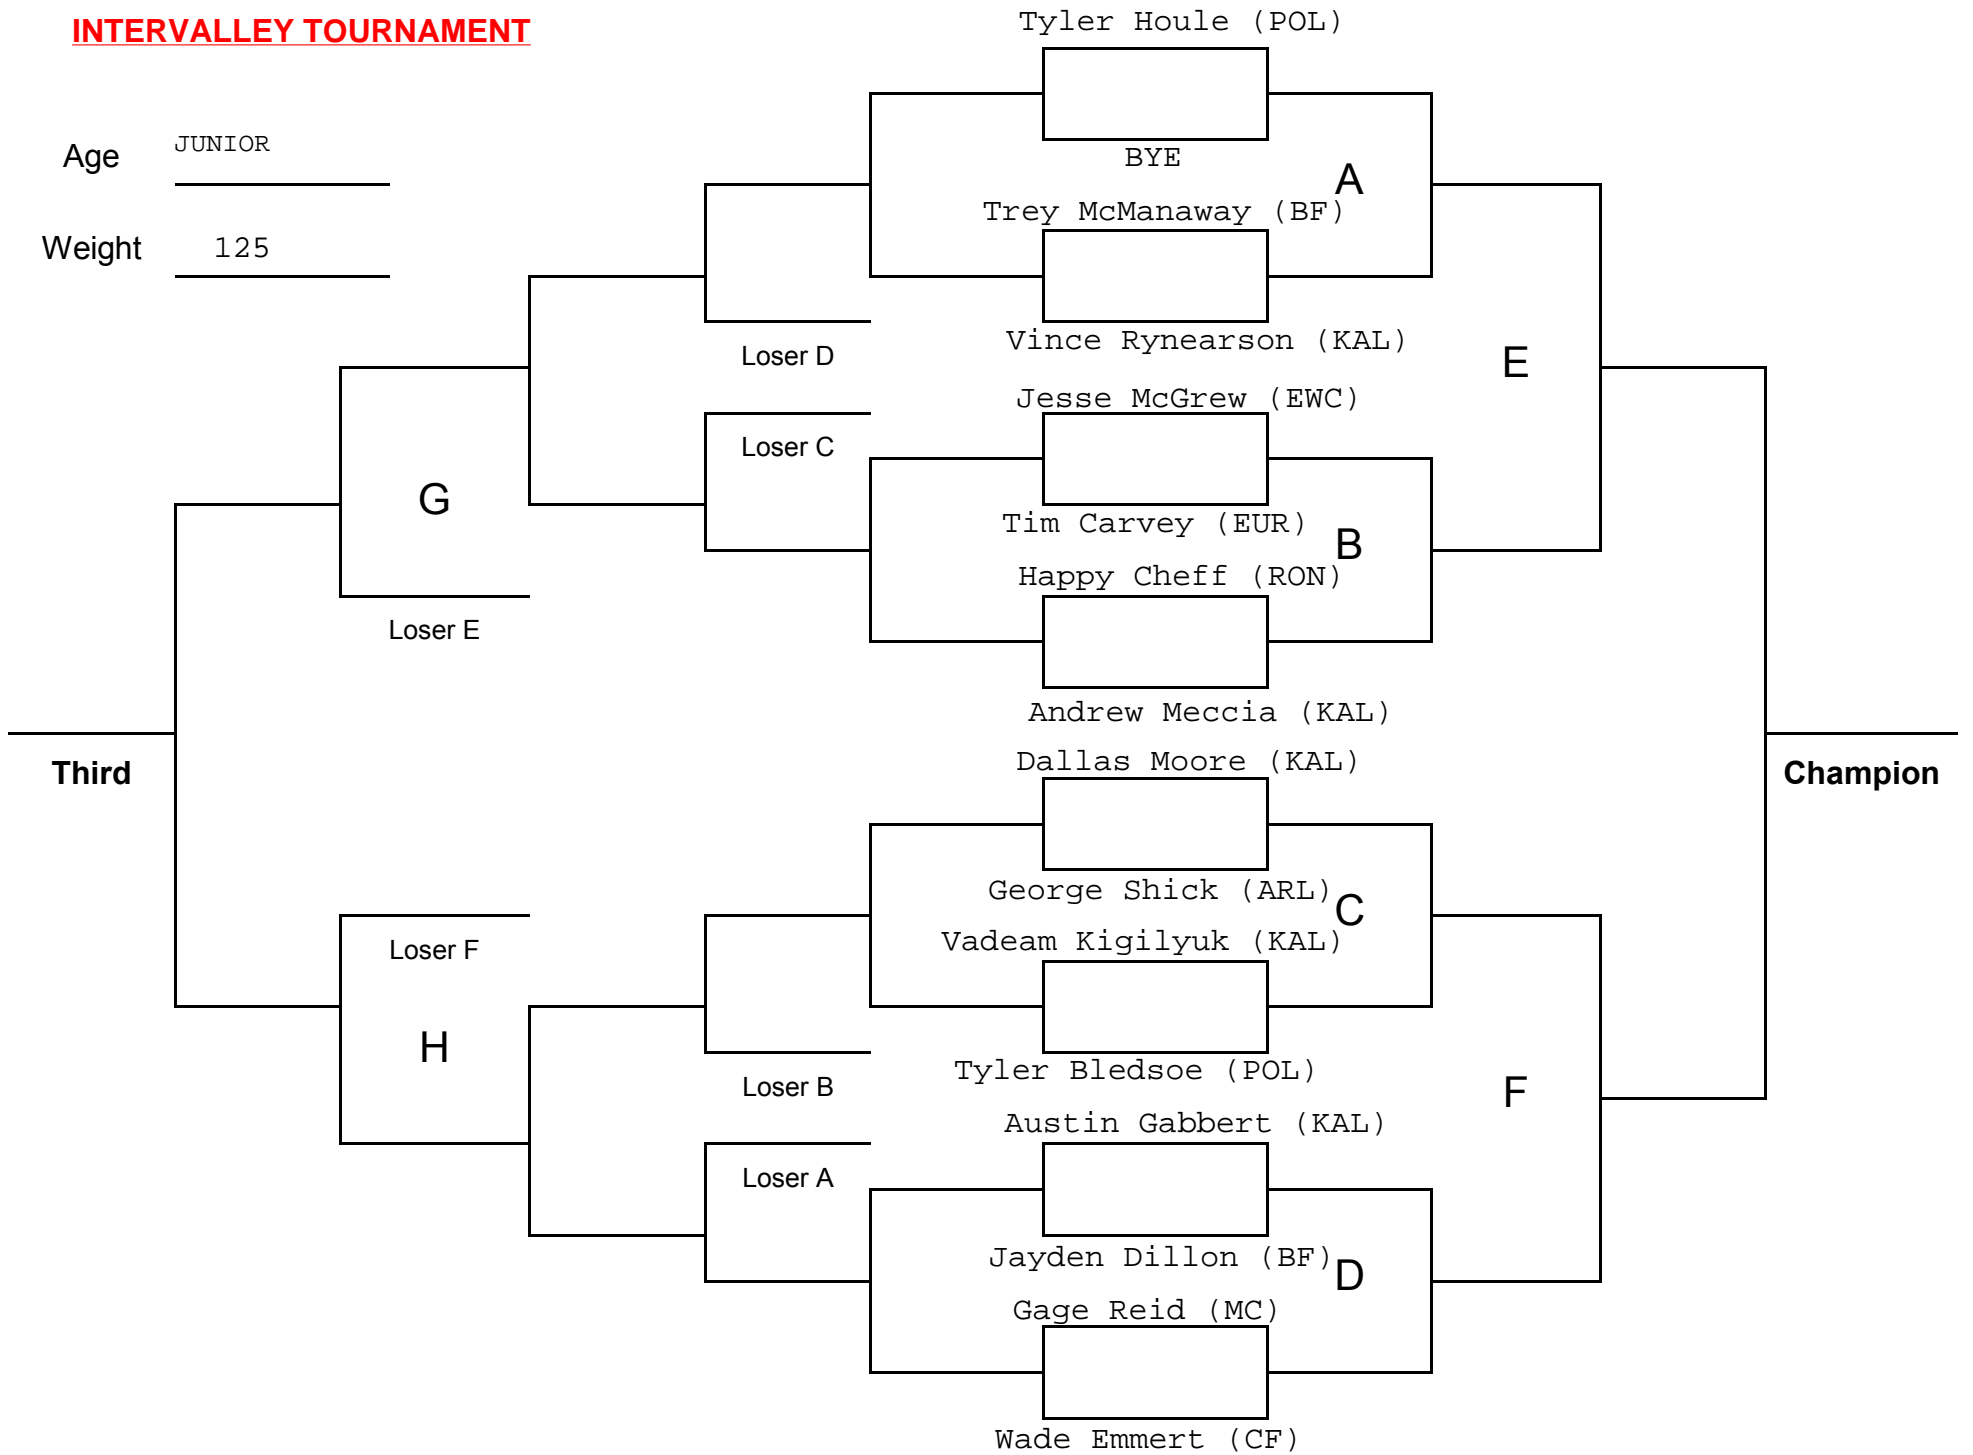 INTERVALLEY TOURNAMENT
Tyler Houle (POL)
Age JUNIOR
BYE
A
Trey McManaway (BF)
Weight 125
Vince Rynearson (KAL)
Loser D
E
Jesse McGrew (EWC)
Loser C
G
Tim Carvey (EUR)
B
Happy Cheff (RON)
Loser E
Andrew Meccia (KAL)
Dallas Moore (KAL)
Third
Champion
George Shick (ARL)
C
Vadeam Kigilyuk (KAL)
Loser F
H
Tyler Bledsoe (POL)
Loser B
F
Austin Gabbert (KAL)
Loser A
Jayden Dillon (BF)
D
Gage Reid (MC)
Wade Emmert (CF)